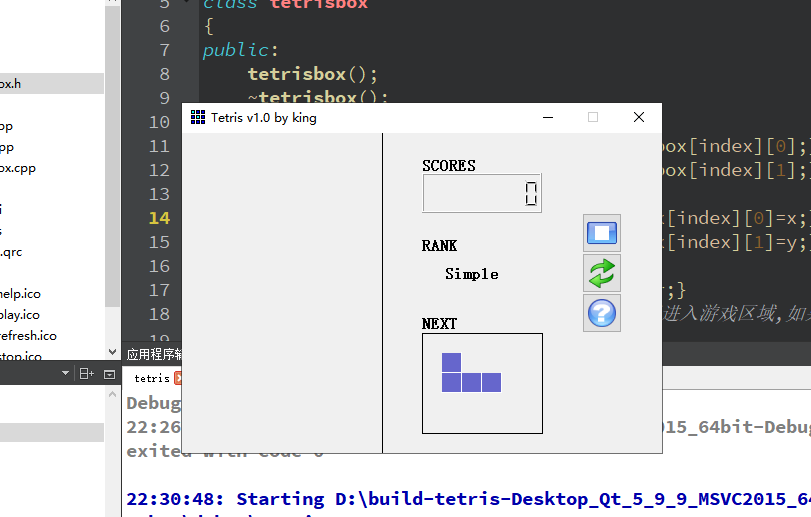 5 class tetrisbox
6 {
ox.h 7 public:
8 tetrisbox();
9 ~tetrisbox();
pp 10 Tetris v1.0 by king
pp 11 box[index][0];}
ox.cpp 12 box[index][1];}
SCORES
0
13
14 [index][0]=x;}
15 [index][1]=y;}
RANK
.qrc 16
Simple
help.ico 17 ;}
play.ico 18 进入游戏区域,如
NEXT
refresh.ico 19
stop.ico 应用程序输
tetris
Debug
22:26 015_64bit-Debug
exited with code 0
22:30:48: Starting D:\build-tetris-Desktop_Qt_5_9_9_MSVC2015_64